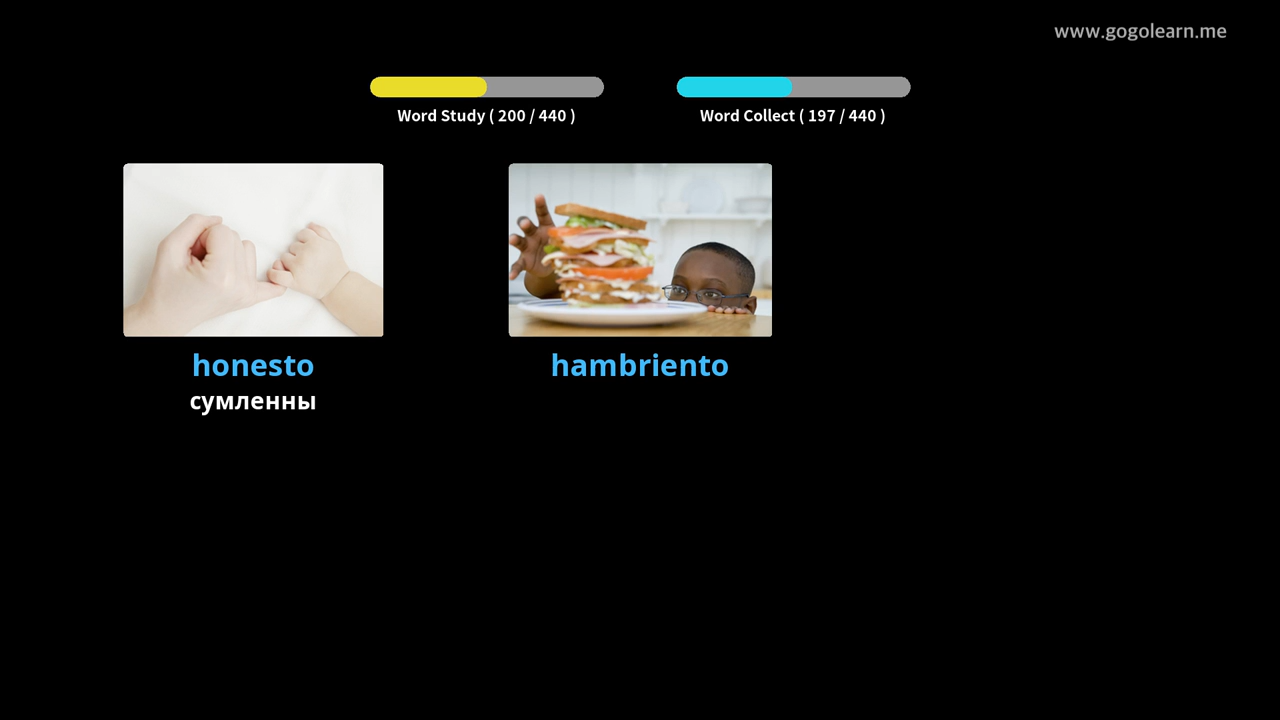 www.gogolearn.me
Word Study ( 200 / 440 )
Word Collect ( 197 / 440 )
honesto
сумленны
hambriento